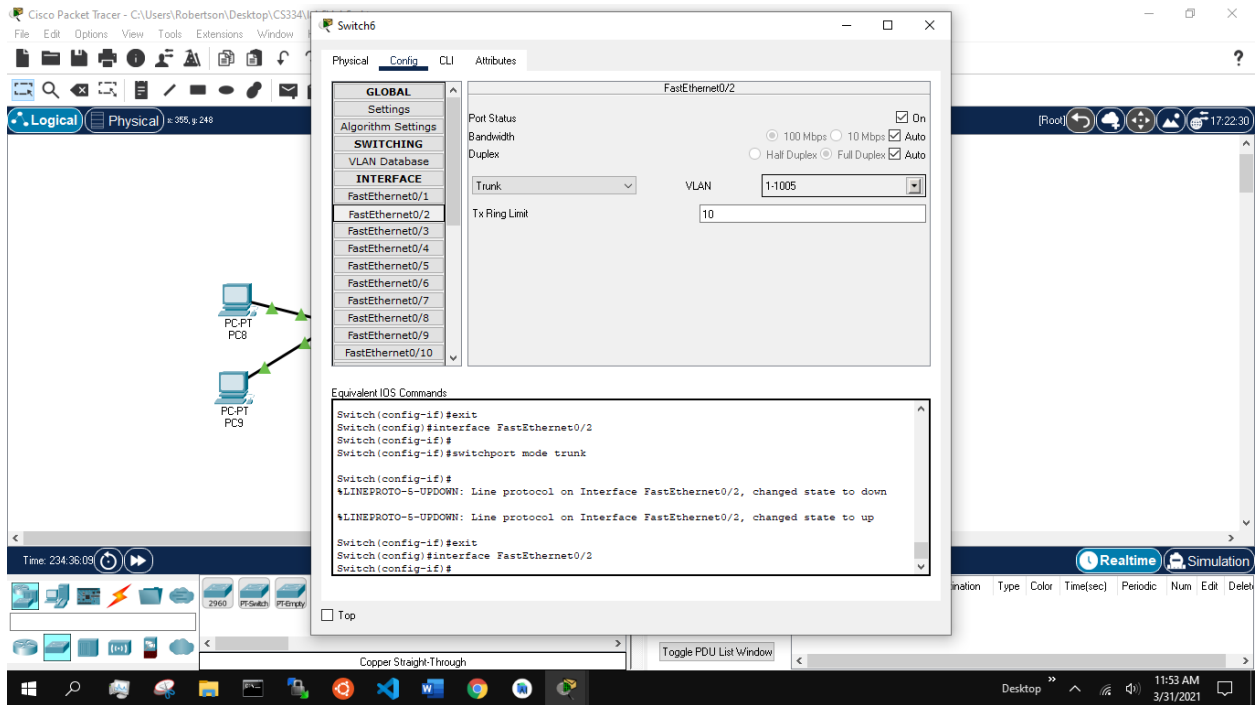 Cisco Packet Tracer - C:\Users\Robertson\Desktop\CS334\
File Edit Options View Tools Extensions Window
?
Logical Physical x: 355, y: 248
[Root] 17:22:30
PC-PT
PC8
PC-PT
PC9
Switch6
Physical Config CLI Attributes
GLOBAL
Settings
Algorithm Settings
SWITCHING
VLAN Database
INTERFACE
FastEthernet0/1
FastEthernet0/2
FastEthernet0/3
FastEthernet0/4
FastEthernet0/5
FastEthernet0/6
FastEthernet0/7
FastEthernet0/8
FastEthernet0/9
FastEthernet0/10
FastEthernet0/2
Port Status On
Bandwidth 100 Mbps 10 Mbps Auto
Duplex Half Duplex Full Duplex Auto
Trunk VLAN 1-1005
Tx Ring Limit 10
Equivalent IOS Commands
Switch(config-if)#exit
Switch(config)#interface FastEthernet0/2
Switch(config-if)#
Switch(config-if)#switchport mode trunk
Switch(config-if)#
%LINEPROTO-5-UPDOWN: Line protocol on Interface FastEthernet0/2, changed state to down
%LINEPROTO-5-UPDOWN: Line protocol on Interface FastEthernet0/2, changed state to up
Switch(config-if)#exit
Switch(config)#interface FastEthernet0/2
Switch(config-if)#
Top
Time: 234:36:09
Realtime Simulation
2960 PT-Switch PT-Empty
Copper Straight-Through
Toggle PDU List Window
ination Type Color Time(sec) Periodic Num Edit Delet
Desktop
11:53 AM
3/31/2021